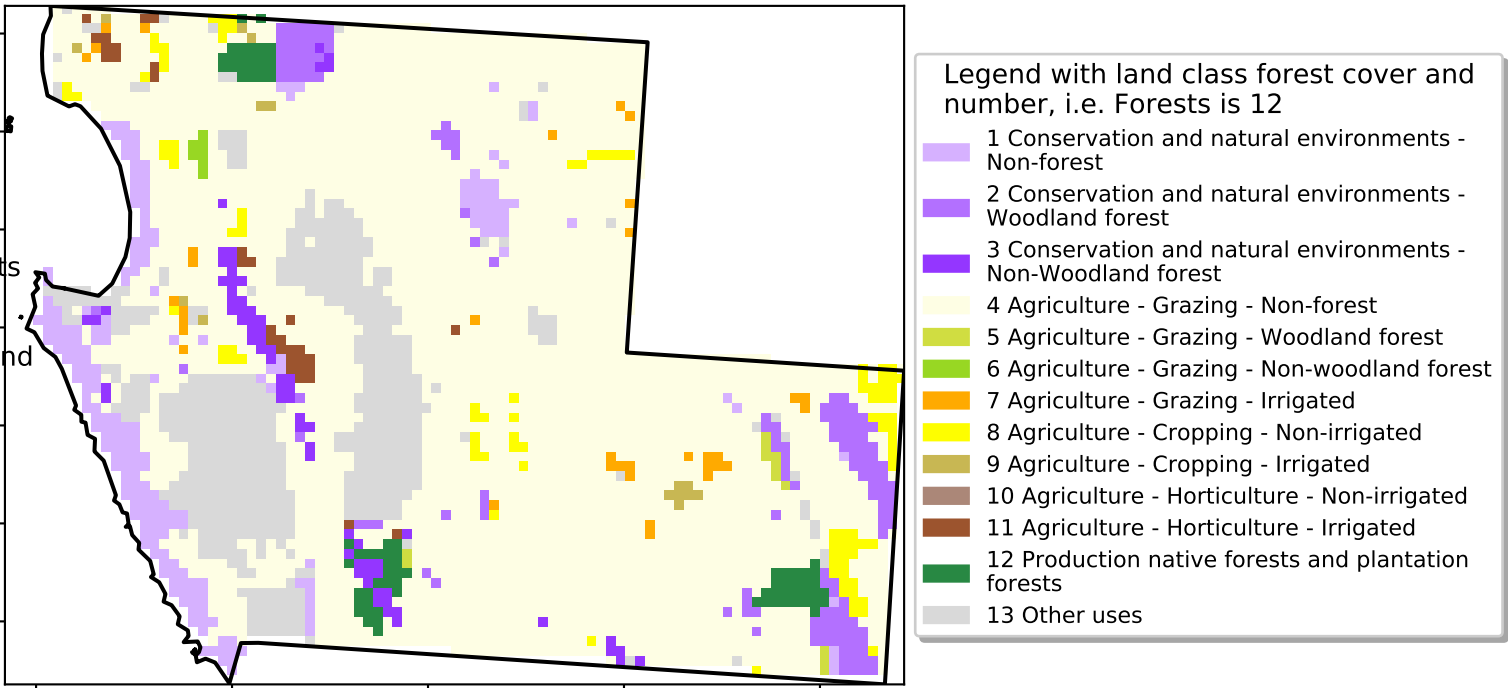 ts
nd
Legend with land class forest cover and
number, i.e. Forests is 12
1 Conservation and natural environments -
Non-forest
2 Conservation and natural environments -
Woodland forest
3 Conservation and natural environments -
Non-Woodland forest
4 Agriculture - Grazing - Non-forest
5 Agriculture - Grazing - Woodland forest
6 Agriculture - Grazing - Non-woodland forest
7 Agriculture - Grazing - Irrigated
8 Agriculture - Cropping - Non-irrigated
9 Agriculture - Cropping - Irrigated
10 Agriculture - Horticulture - Non-irrigated
11 Agriculture - Horticulture - Irrigated
12 Production native forests and plantation
forests
13 Other uses